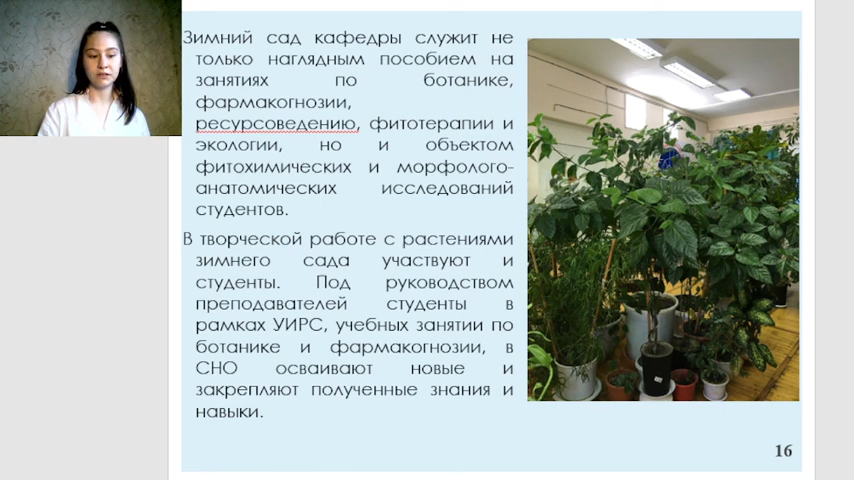 Зимний сад кафедры служит не
только наглядным пособием на
занятиях по ботанике,
фармакогнозии,
ресурсоведению, фитотерапии и
экологии, но и объектом
фитохимических и морфолого-
анатомических исследований
студентов.
В творческой работе с растениями
зимнего сада участвуют и
студенты. Под руководством
преподавателей студенты в
рамках УИРС, учебных занятии по
ботанике и фармакогнозии, в
СНО осваивают новые и
закрепляют полученные знания и
навыки.
16